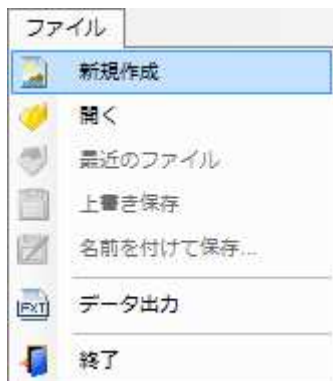 ファイル
新規作成
開く
最近のファイル
上書き保存
名前を付けて保存...
データ出力
終了